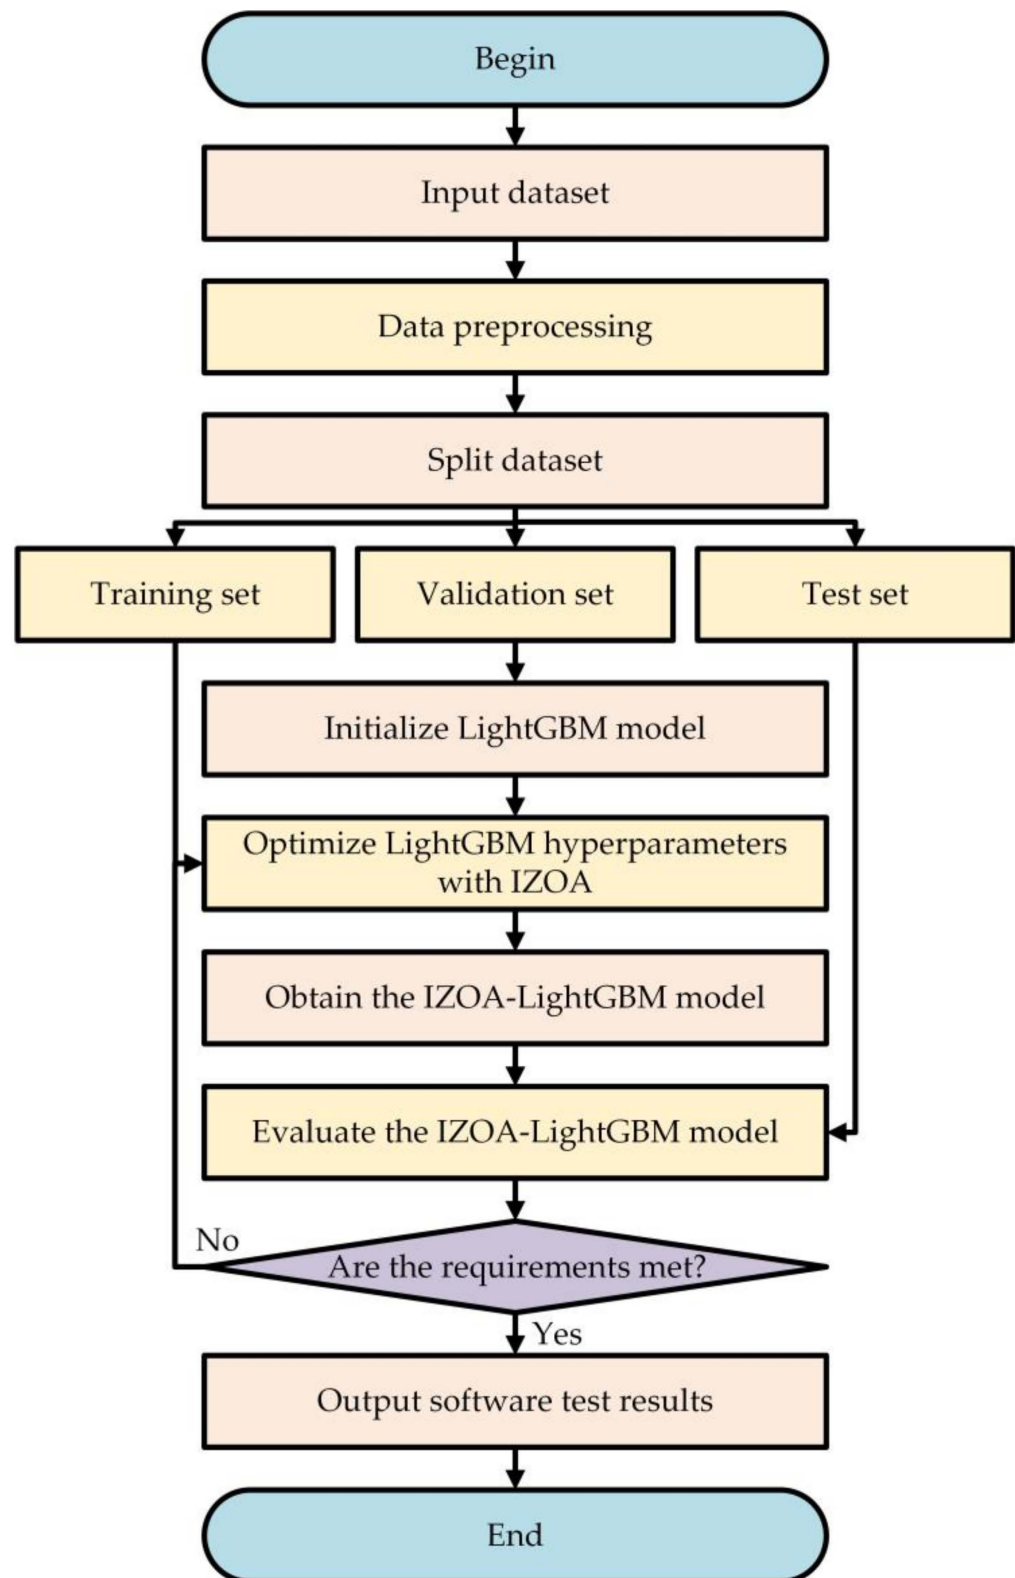 Begin
Input dataset
Data preprocessing
Split dataset
Training set
Validation set
Test set
Initialize LightGBM model
Optimize LightGBM hyperparameters
with IZOA
Obtain the IZOA-LightGBM model
Evaluate the IZOA-LightGBM model
No
Are the requirements met?
Yes
Output software test results
End